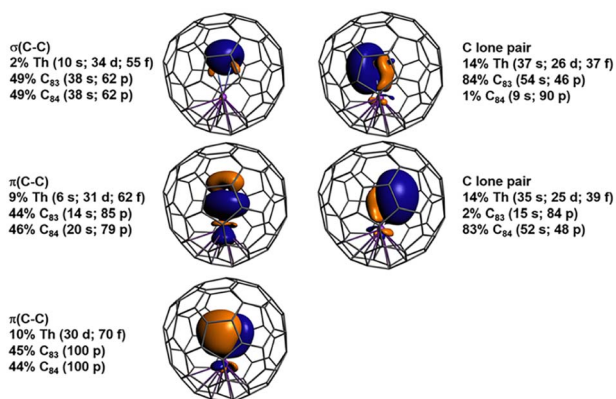 σ(C-C)
2% Th (10 s; 34 d; 55 f)
49% C₈₃ (38 s; 62 p)
49% C₈₄ (38 s; 62 p)
C lone pair
14% Th (37 s; 26 d; 37 f)
84% C₈₃ (54 s; 46 p)
1% C₈₄ (9 s; 90 p)
π(C-C)
9% Th (6 s; 31 d; 62 f)
44% C₈₃ (14 s; 85 p)
46% C₈₄ (20 s; 79 p)
C lone pair
14% Th (35 s; 25 d; 39 f)
2% C₈₃ (15 s; 84 p)
83% C₈₄ (52 s; 48 p)
π(C-C)
10% Th (30 d; 70 f)
45% C₈₃ (100 p)
44% C₈₄ (100 p)